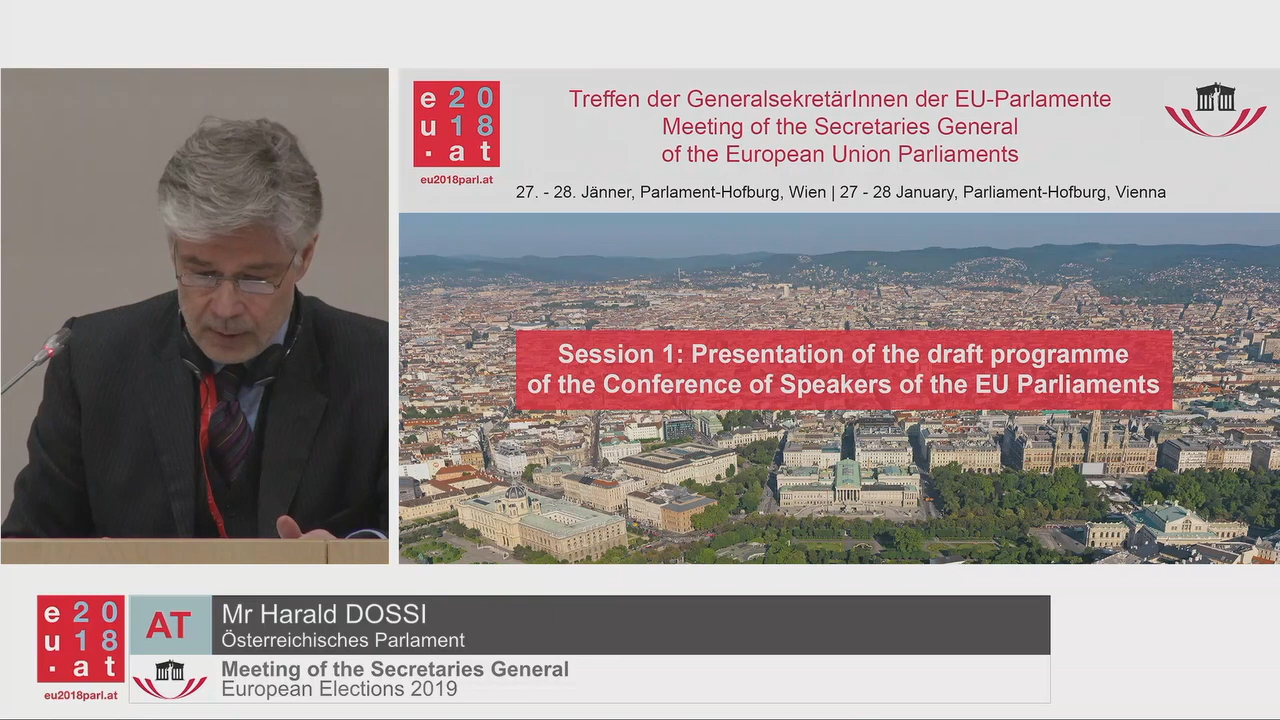 e 20
u 18
. at
eu2018parl.at
Treffen der GeneralsekretärInnen der EU-Parlamente
Meeting of the Secretaries General
of the European Union Parliaments
27. - 28. Jänner, Parlament-Hofburg, Wien | 27 - 28 January, Parliament-Hofburg, Vienna
Session 1: Presentation of the draft programme
of the Conference of Speakers of the EU Parliaments
e 20
u 18
. at
eu2018parl.at
AT
Mr Harald DOSSI
Österreichisches Parlament
Meeting of the Secretaries General
European Elections 2019